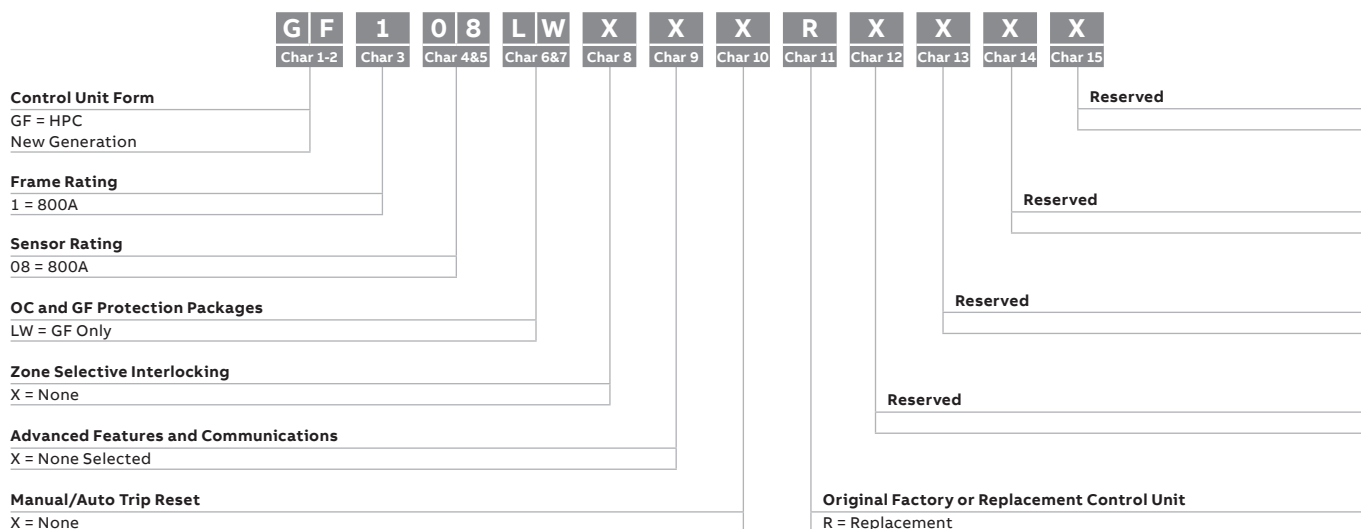 GF 1 08 LW X X X R X X X X
Char 1-2 Char 3 Char 4&5 Char 6&7 Char 8 Char 9 Char 10 Char 11 Char 12 Char 13 Char 14 Char 15
Control Unit Form
GF = HPC
New Generation
Frame Rating
1 = 800A
Sensor Rating
08 = 800A
OC and GF Protection Packages
LW = GF Only
Zone Selective Interlocking
X = None
Advanced Features and Communications
X = None Selected
Manual/Auto Trip Reset
X = None
Reserved
Reserved
Reserved
Reserved
Original Factory or Replacement Control Unit
R = Replacement